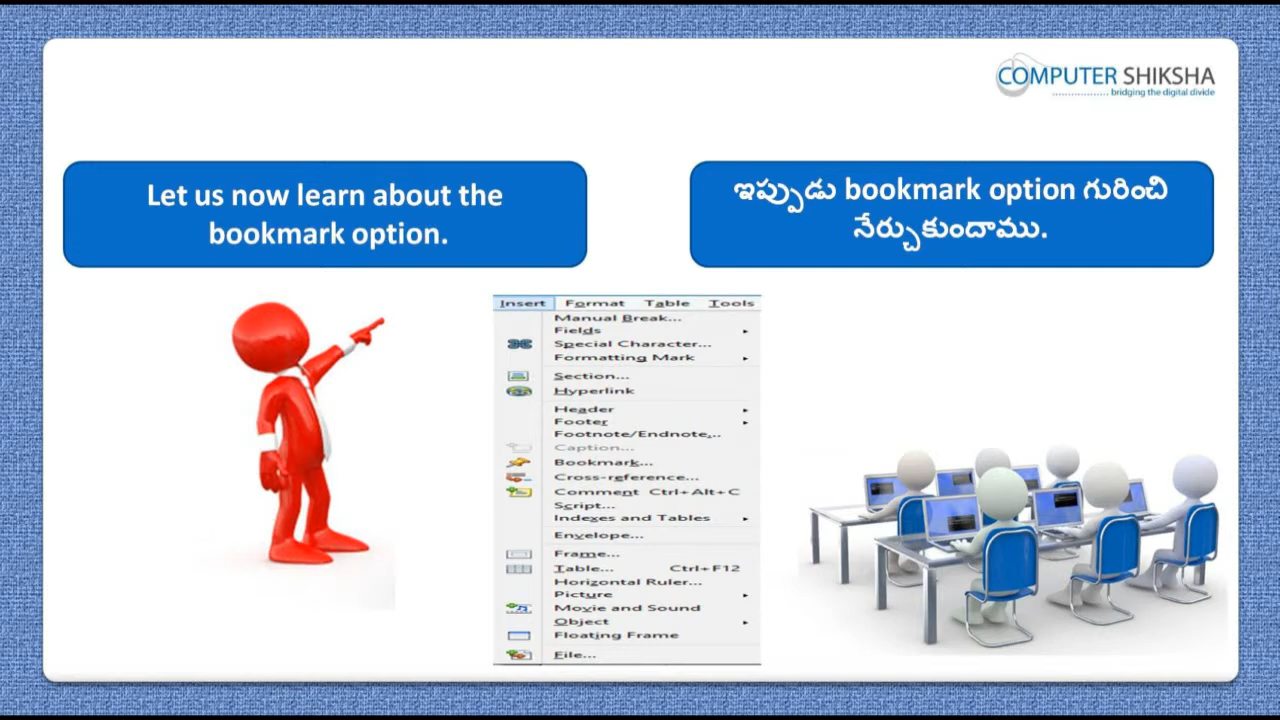 COMPUTER SHIKSHA
bridging the digital divide
Let us now learn about the
bookmark option.
ఇప్పుడు bookmark option గురించి
నేర్చుకుందాము.
Insert Format Table Tools
Manual Break...
Fields
Special Character...
Formatting Mark
Section...
Hyperlink
Header
Footer
Footnote/Endnote...
Caption...
Bookmark...
Cross-reference...
Comment Ctrl+Alt+C
Script...
Indexes and Tables
Envelope...
Frame...
Table... Ctrl+F12
Horizontal Ruler...
Picture
Movie and Sound
Object
Floating Frame
File...